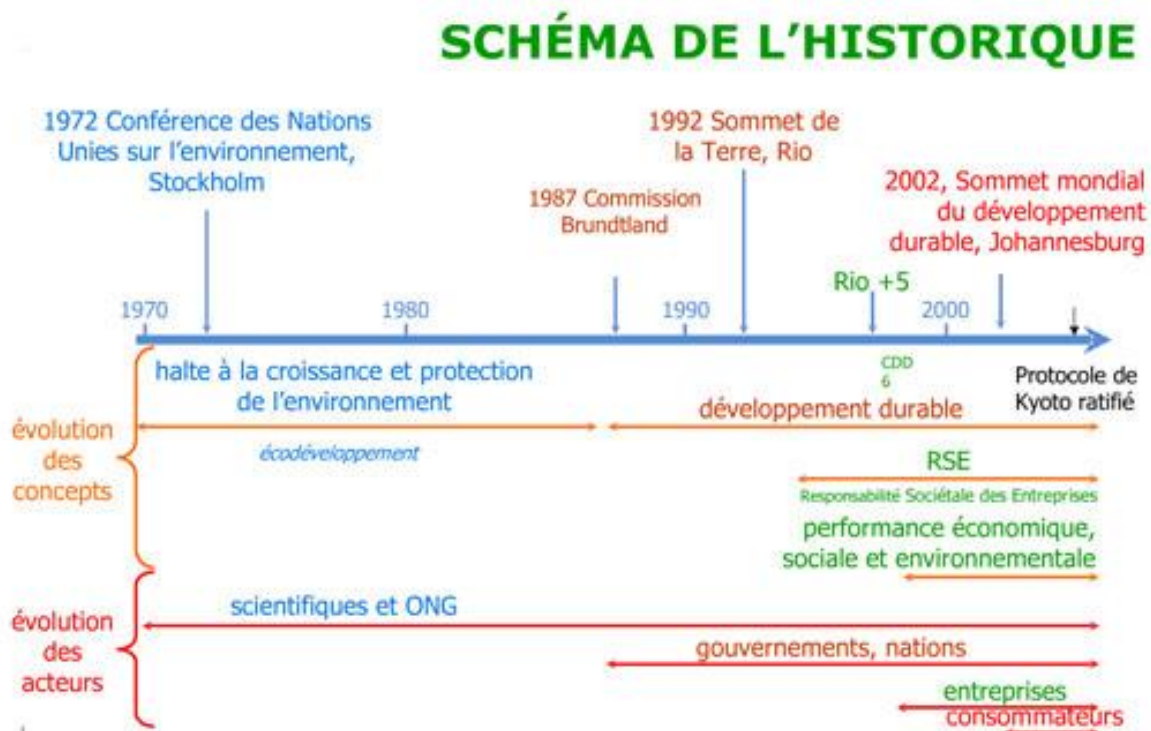 SCHÉMA DE L'HISTORIQUE
1972 Conférence des Nations
Unies sur l'environnement,
Stockholm
1987 Commission
Brundtland
1992 Sommet de
la Terre, Rio
2002, Sommet mondial
du développement
durable, Johannesburg
Rio +5
1970
1980
1990
2000
évolution
des
concepts
halte à la croissance et protection
de l'environnement
écodéveloppement
CDD
6
développement durable
Protocole de
Kyoto ratifié
RSE
Responsabilité Sociétale des Entreprises
performance économique,
sociale et environnementale
évolution
des
acteurs
scientifiques et ONG
gouvernements, nations
entreprises
consommateurs